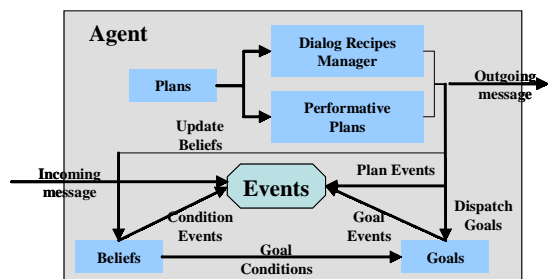 Agent
Dialog Recipes
Manager
Plans
Outgoing
message
Performative
Plans
Update
Beliefs
Incoming
message
Plan Events
Events
Condition
Events
Goal
Events
Dispatch
Goals
Beliefs
Goal
Conditions
Goals